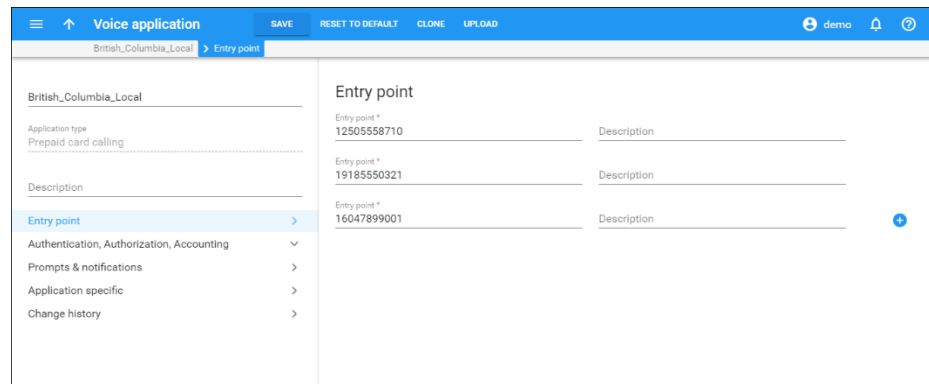 Voice application SAVE RESET TO DEFAULT CLONE UPLOAD demo
British_Columbia_Local Entry point
British_Columbia_Local
Application type
Prepaid card calling
Description
Entry point
Authentication, Authorization, Accounting
Prompts & notifications
Application specific
Change history
Entry point
Entry point *
12505558710 Description
Entry point *
19185550321 Description
Entry point *
16047899001 Description